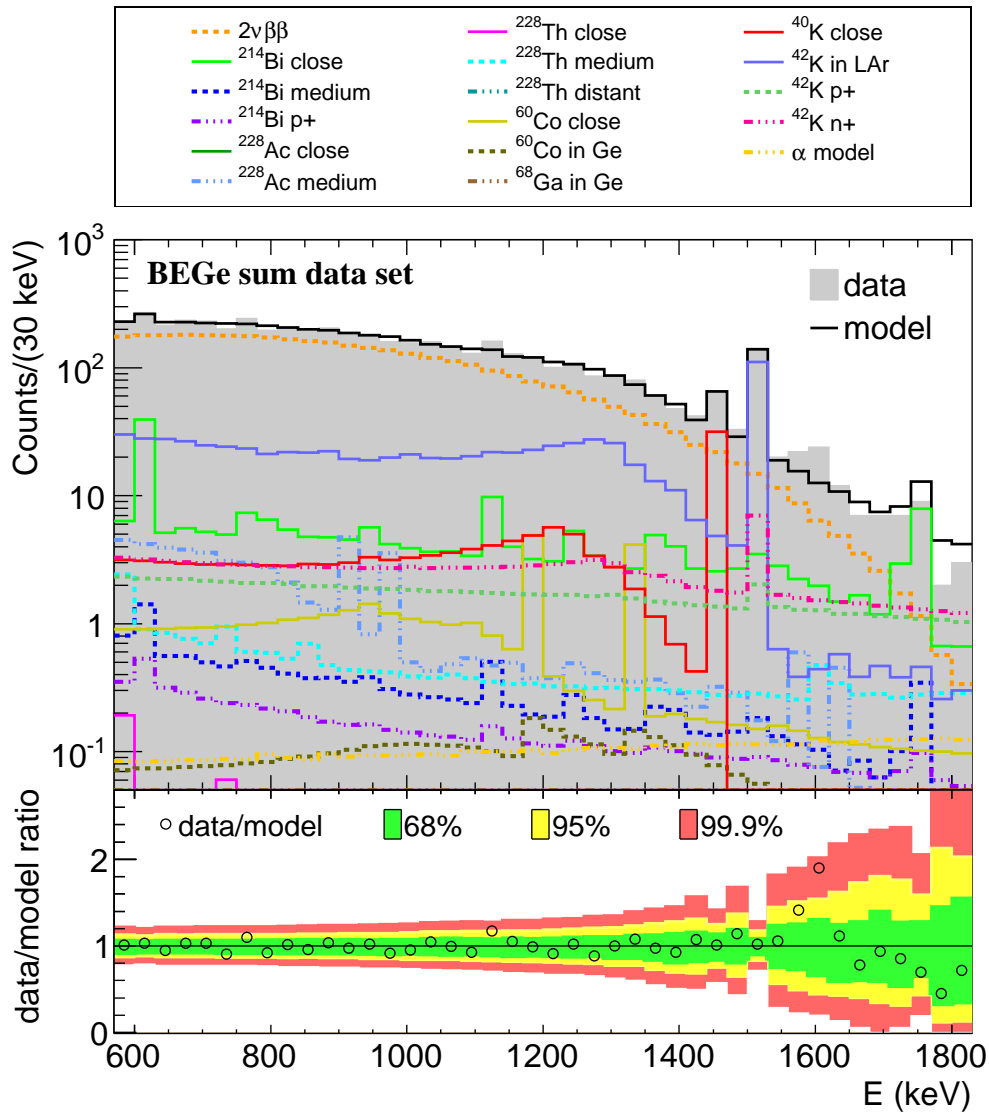 2νββ
²¹⁴Bi close
²¹⁴Bi medium
²¹⁴Bi p+
²²⁸Ac close
²²⁸Ac medium
²²⁸Th close
²²⁸Th medium
²²⁸Th distant
⁶⁰Co close
⁶⁰Co in Ge
⁶⁸Ga in Ge
⁴⁰K close
⁴²K in LAr
⁴²K p+
⁴²K n+
α model
BEGe sum data set
data
model
Counts/(30 keV)
10³
10²
10
1
10⁻¹
data/model 68% 95% 99.9%
data/model ratio
2
1
0
600 800 1000 1200 1400 1600 1800
E (keV)